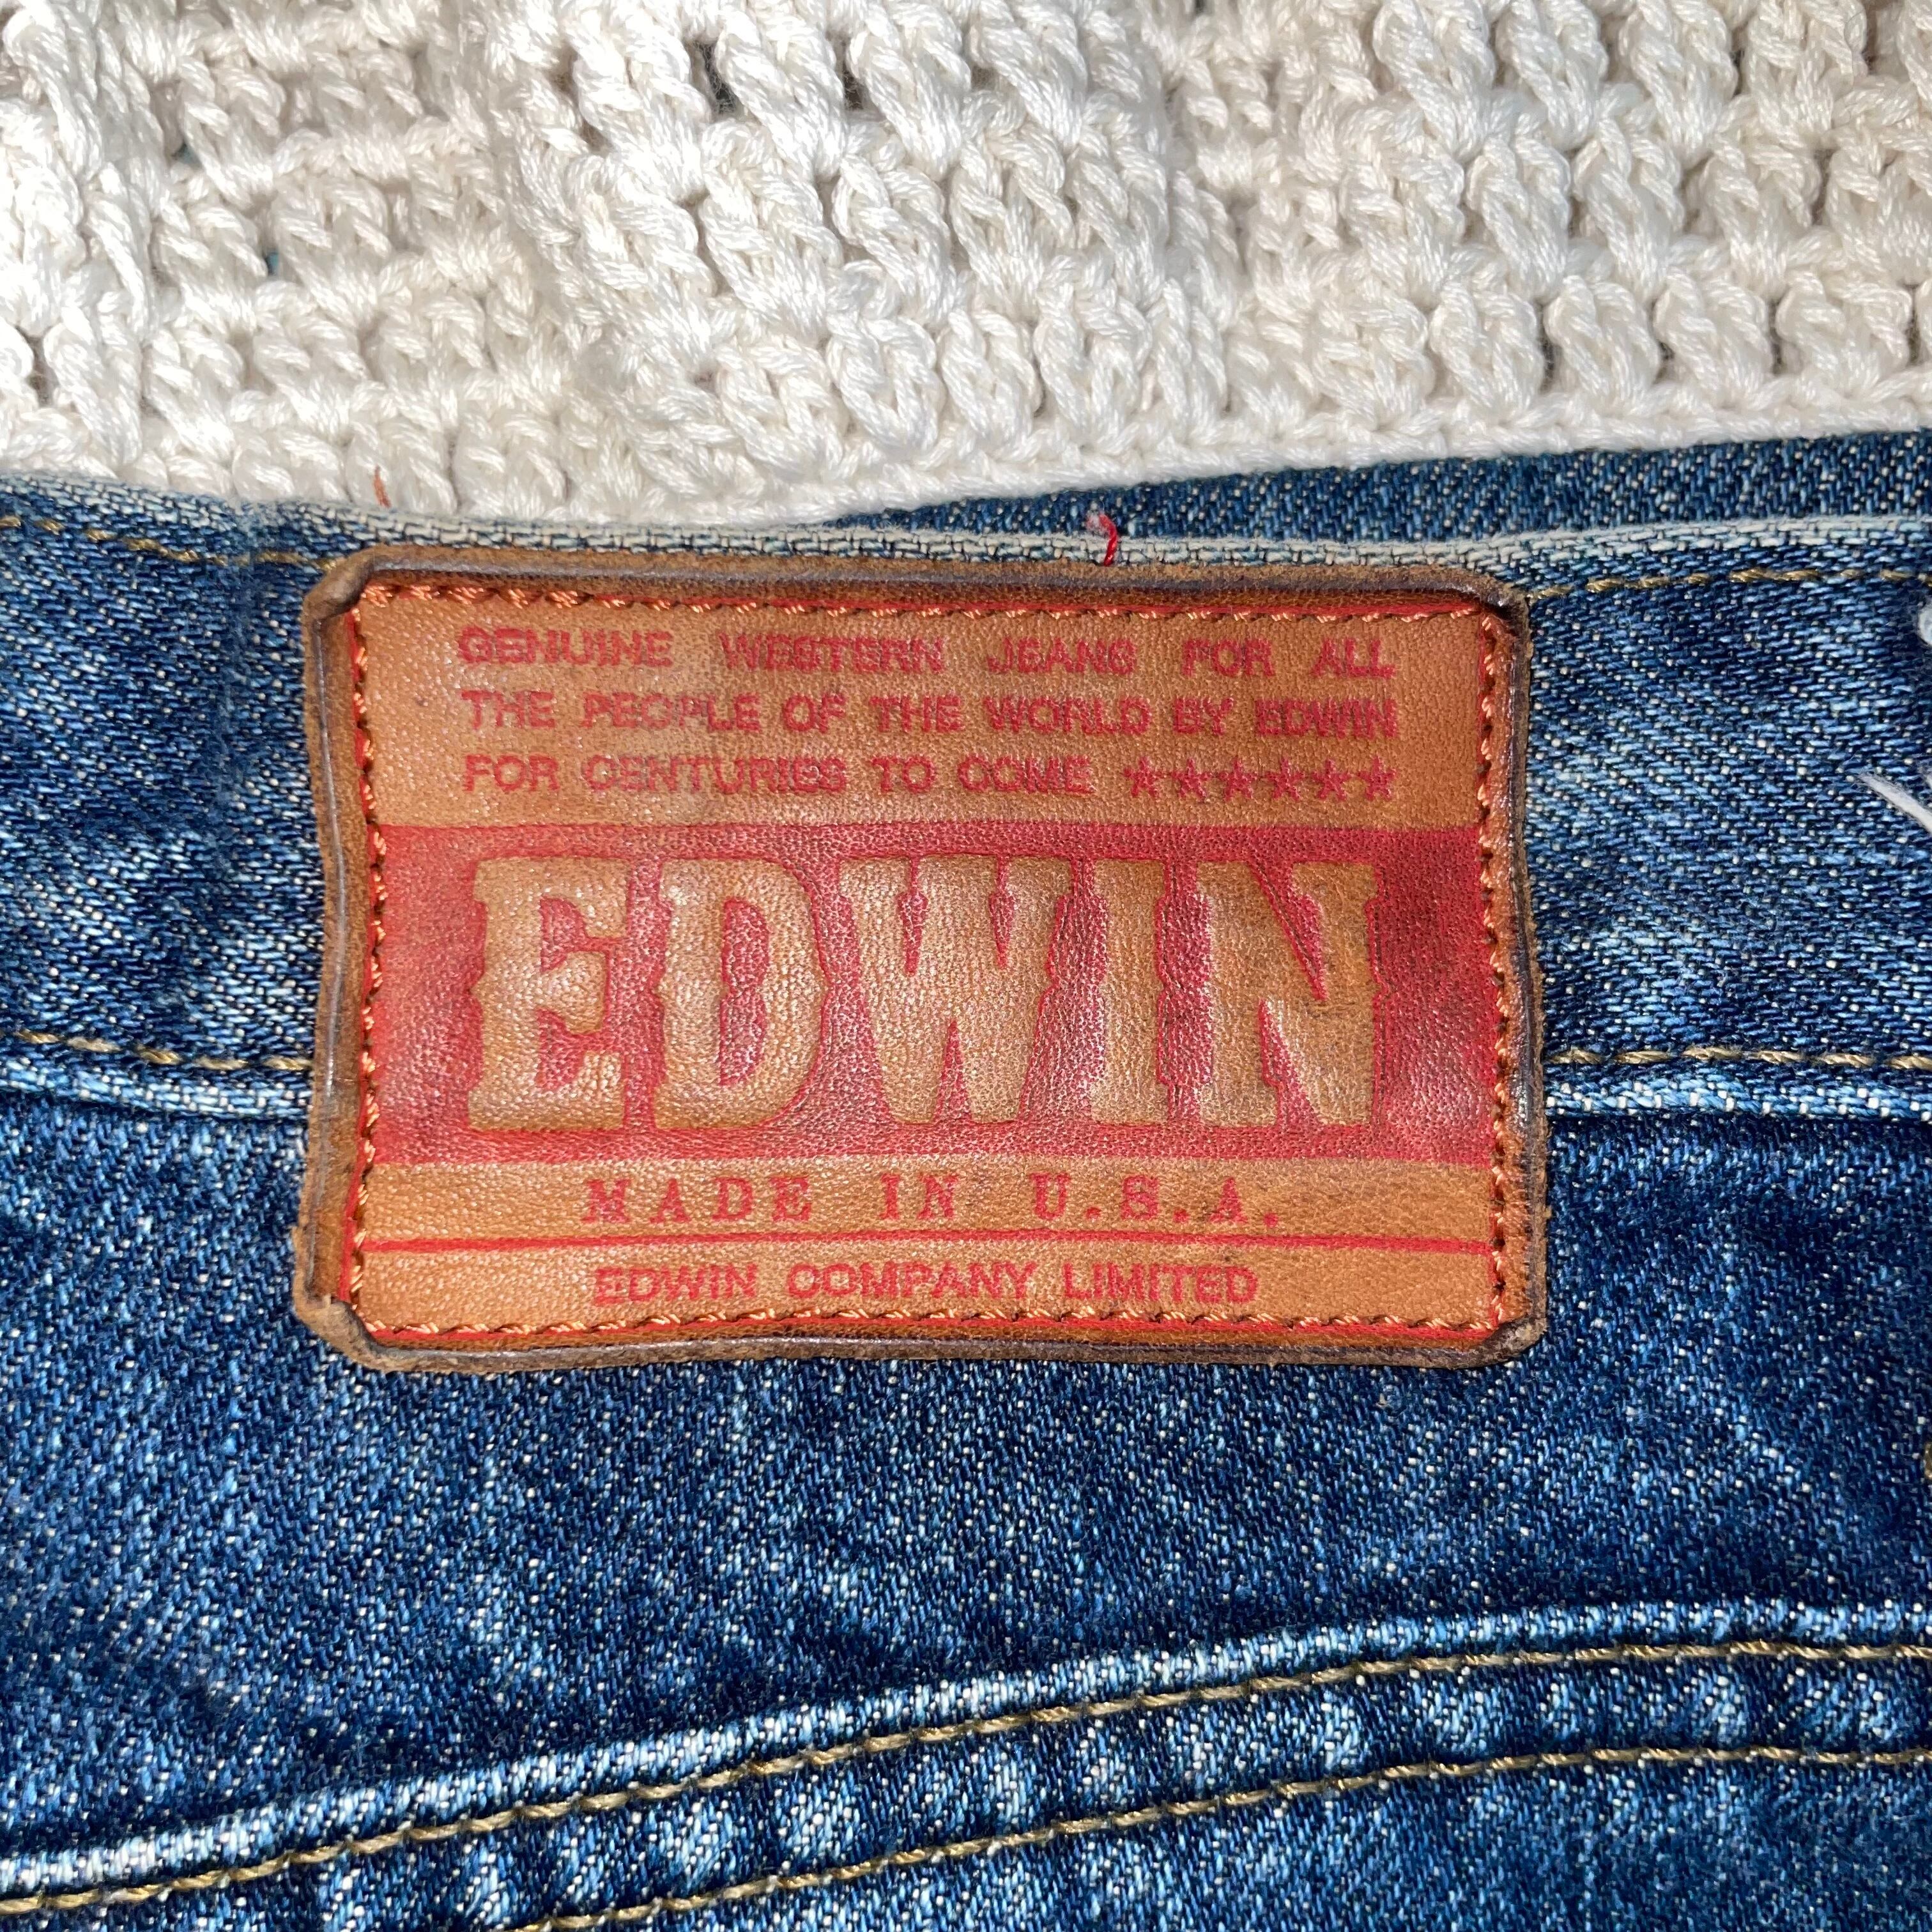 GENUINE WESTERN JEANS FOR ALL
THE PEOPLE OF THE WORLD BY EDWIN
FOR CENTURIES TO COME ★★★★★★
EDWIN
MADE IN U.S.A.
EDWIN COMPANY LIMITED